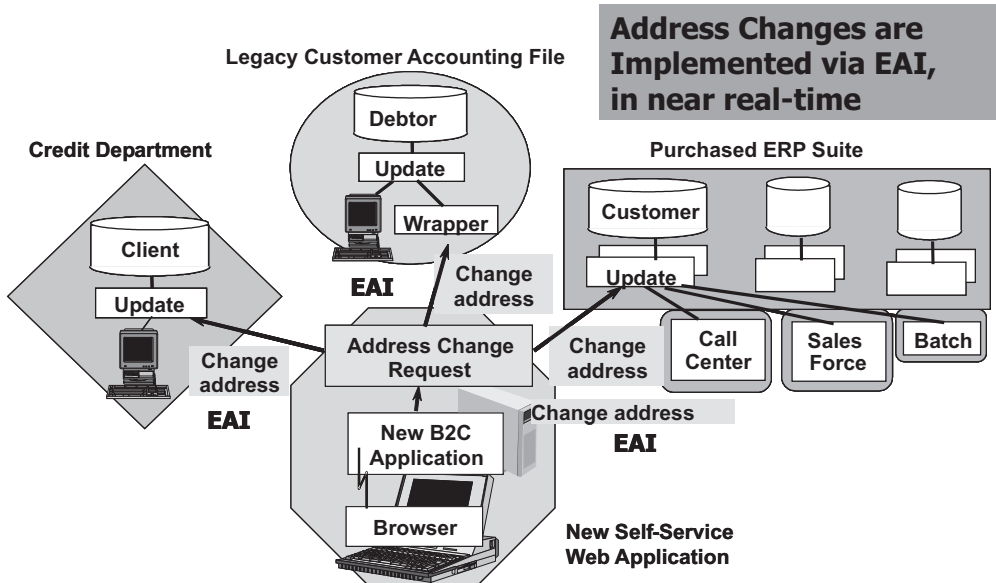 Address Changes are
Implemented via EAI,
in near real-time
Legacy Customer Accounting File
Debtor
Update
Wrapper
EAI
Credit Department
Client
Update
Purchased ERP Suite
Customer
Update
Call
Center
Sales
Force
Batch
Change
address
Change
address
EAI
Address Change
Request
Change
address
Change address
EAI
New B2C
Application
Browser
New Self-Service
Web Application